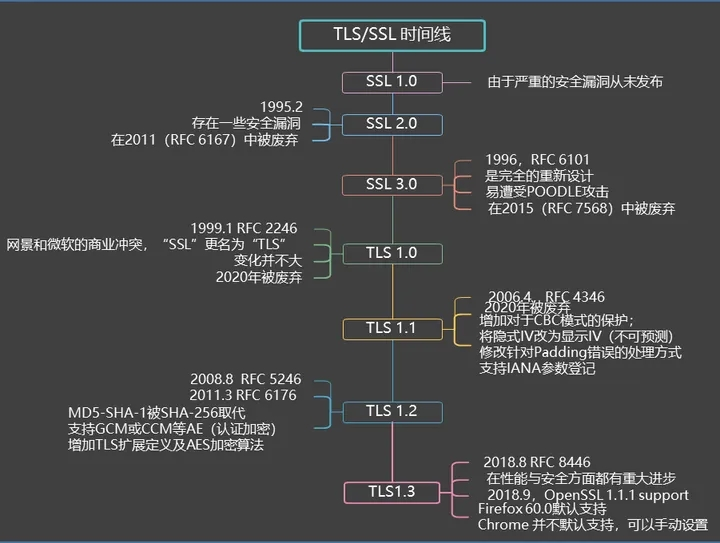 TLS/SSL 时间线
SSL 1.0
由于严重的安全漏洞从未发布
1995.2
存在一些安全漏洞
在2011（RFC 6167）中被废弃
SSL 2.0
1996，RFC 6101
是完全的重新设计
易遭受POODLE攻击
在2015（RFC 7568）中被废弃
SSL 3.0
1999.1 RFC 2246
网景和微软的商业冲突，“SSL”更名为“TLS”
变化并不大
2020年被废弃
TLS 1.0
2006.4，RFC 4346
2020年被废弃
增加对于CBC模式的保护；
将隐式IV改为显示IV（不可预测）
修改针对Padding错误的处理方式
支持IANA参数登记
TLS 1.1
2008.8 RFC 5246
2011.3 RFC 6176
MD5-SHA-1被SHA-256取代
支持GCM或CCM等AE（认证加密）
增加TLS扩展定义及AES加密算法
TLS 1.2
2018.8 RFC 8446
在性能与安全方面都有重大进步
2018.9，OpenSSL 1.1.1 support
Firefox 60.0默认支持
Chrome 并不默认支持，可以手动设置
TLS1.3